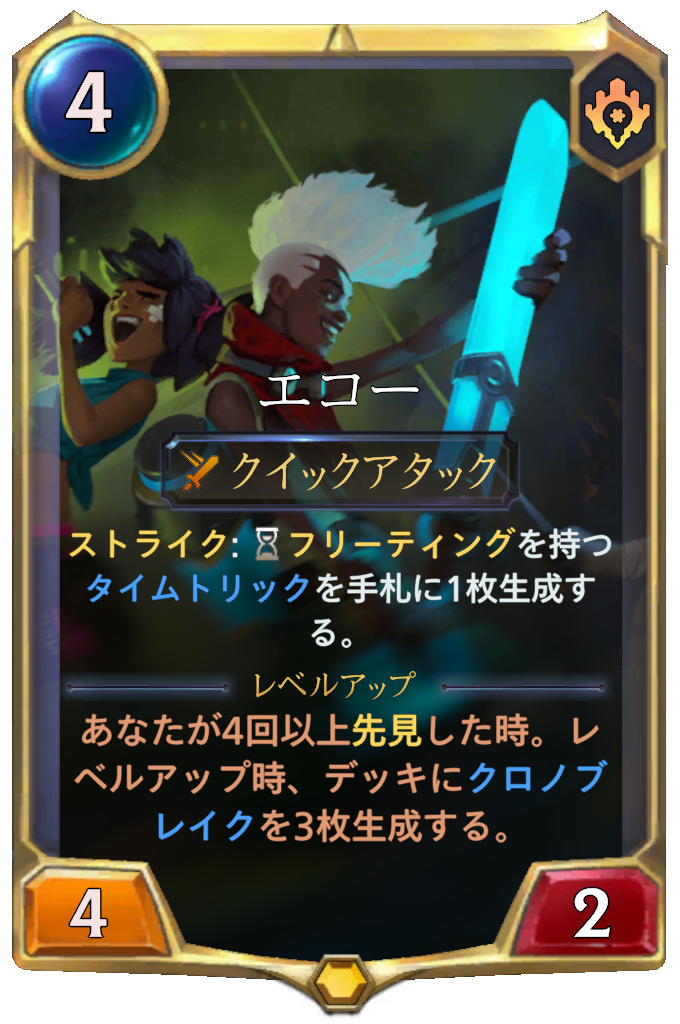 4
エコー
クイックアタック
ストライク: フリーティングを持つ
タイムトリックを手札に1枚生成す
る。
レベルアップ
あなたが4回以上先見した時。レ
ベルアップ時、デッキにクロノブ
レイクを3枚生成する。
4
2